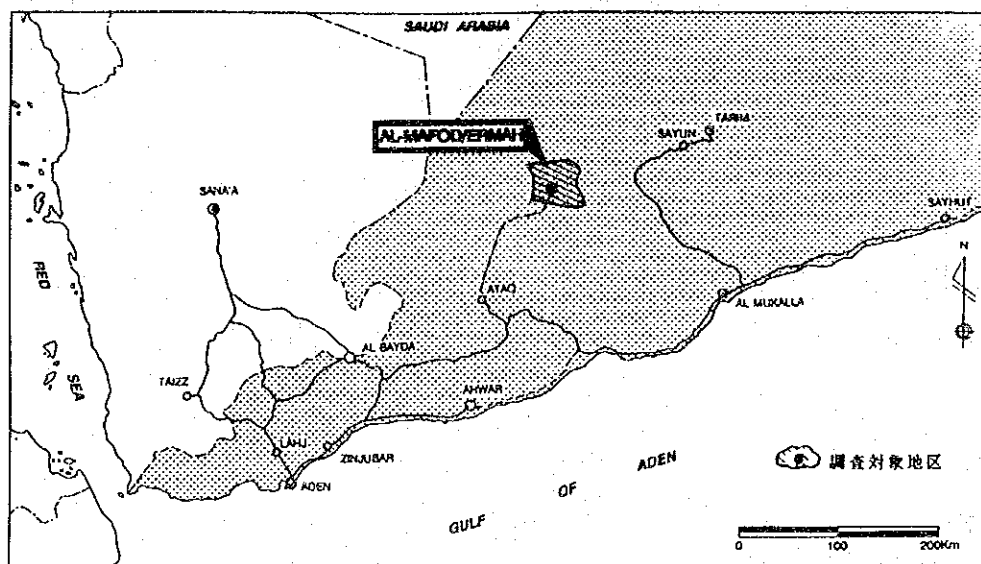 SAUDI ARABIA
AL-MAFOD/ERMAH
TARIM
SAYUN
SANA'A
SAYHUT
N
RED
SEA
ATAQ
AL MUKALLA
AL BAYDA
TAIZZ
AHWAR
LAHJ
ZINJUBAR
ADEN
GULF
OF
ADEN
調査対象地区
0 100 200Km